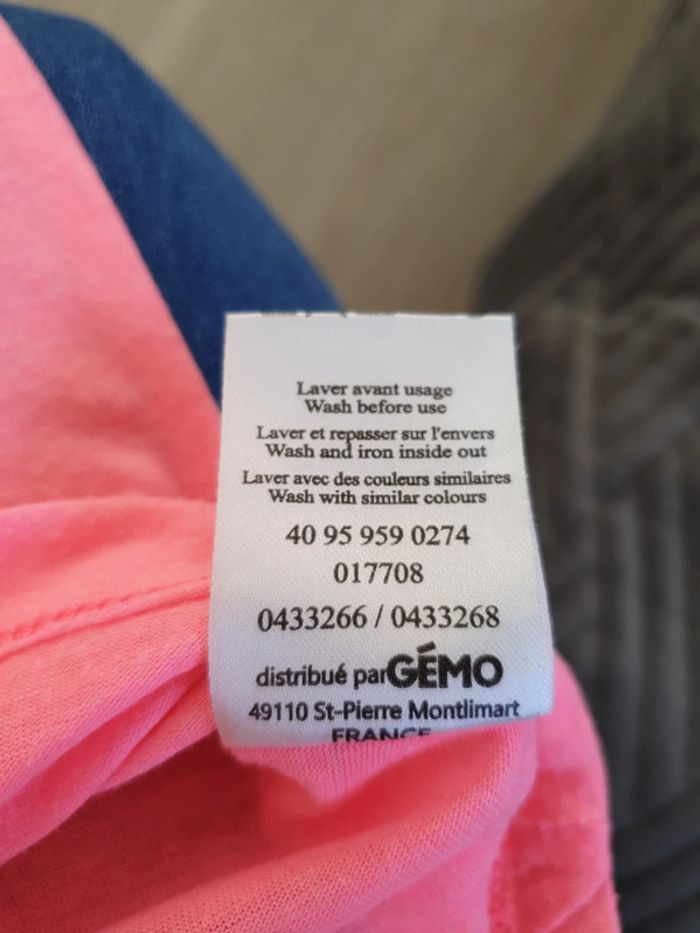 Laver avant usage
Wash before use
Laver et repasser sur l'envers
Wash and iron inside out
Laver avec des couleurs similaires
Wash with similar colours
40 95 959 0274
017708
0433266 / 0433268
distribué par GÉMO
49110 St-Pierre Montlimart
FRANCE